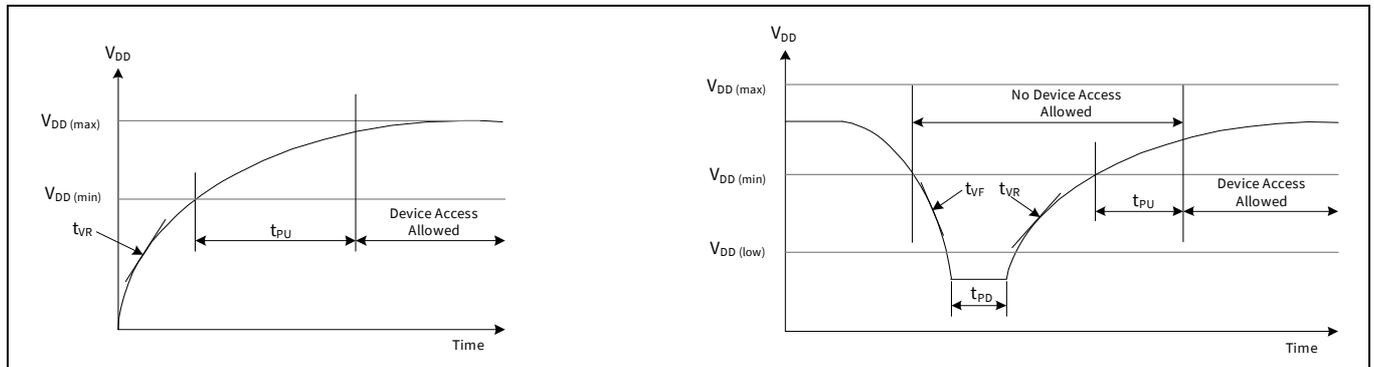 VDD
VDD (max)
VDD (min)
tVR
tPU
Device Access
Allowed
Time
VDD
VDD (max)
No Device Access
Allowed
VDD (min)
tVF
tVR
tPU
Device Access
Allowed
VDD (low)
tPD
Time